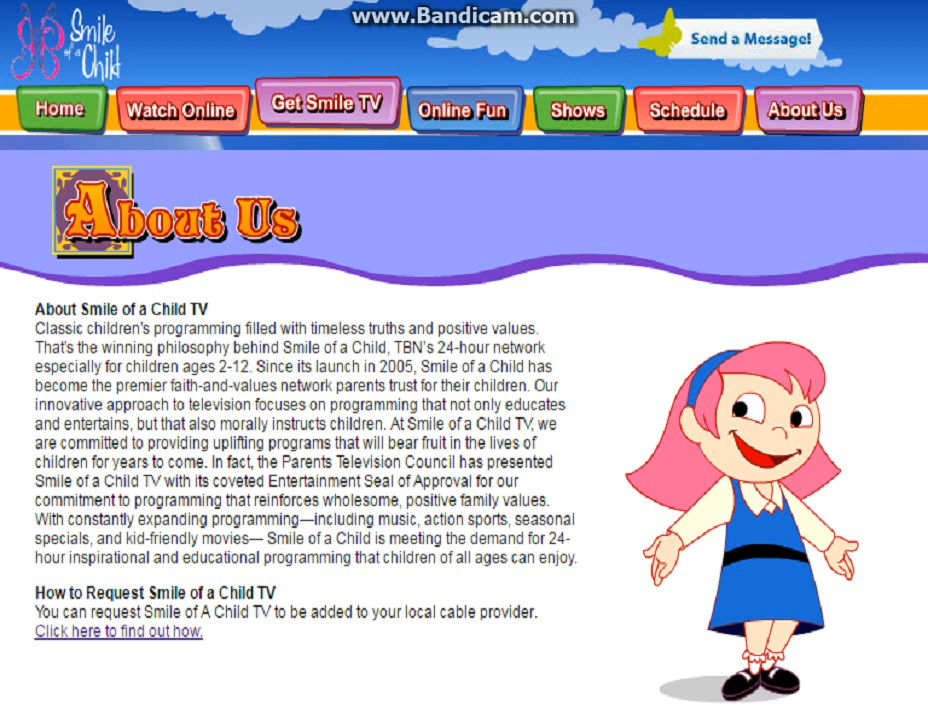 www.Bandicam.com
Smile
of a
Child
Send a Message!
Home
Watch Online
Get Smile TV
Online Fun
Shows
Schedule
About Us
About Us
About Smile of a Child TV
Classic children's programming filled with timeless truths and positive values.
That's the winning philosophy behind Smile of a Child, TBN's 24-hour network
especially for children ages 2-12. Since its launch in 2005, Smile of a Child has
become the premier faith-and-values network parents trust for their children. Our
innovative approach to television focuses on programming that not only educates
and entertains, but that also morally instructs children. At Smile of a Child TV, we
are committed to providing uplifting programs that will bear fruit in the lives of
children for years to come. In fact, the Parents Television Council has presented
Smile of a Child TV with its coveted Entertainment Seal of Approval for our
commitment to programming that reinforces wholesome, positive family values.
With constantly expanding programming—including music, action sports, seasonal
specials, and kid-friendly movies— Smile of a Child is meeting the demand for 24-
hour inspirational and educational programming that children of all ages can enjoy.
How to Request Smile of a Child TV
You can request Smile of A Child TV to be added to your local cable provider.
Click here to find out how.